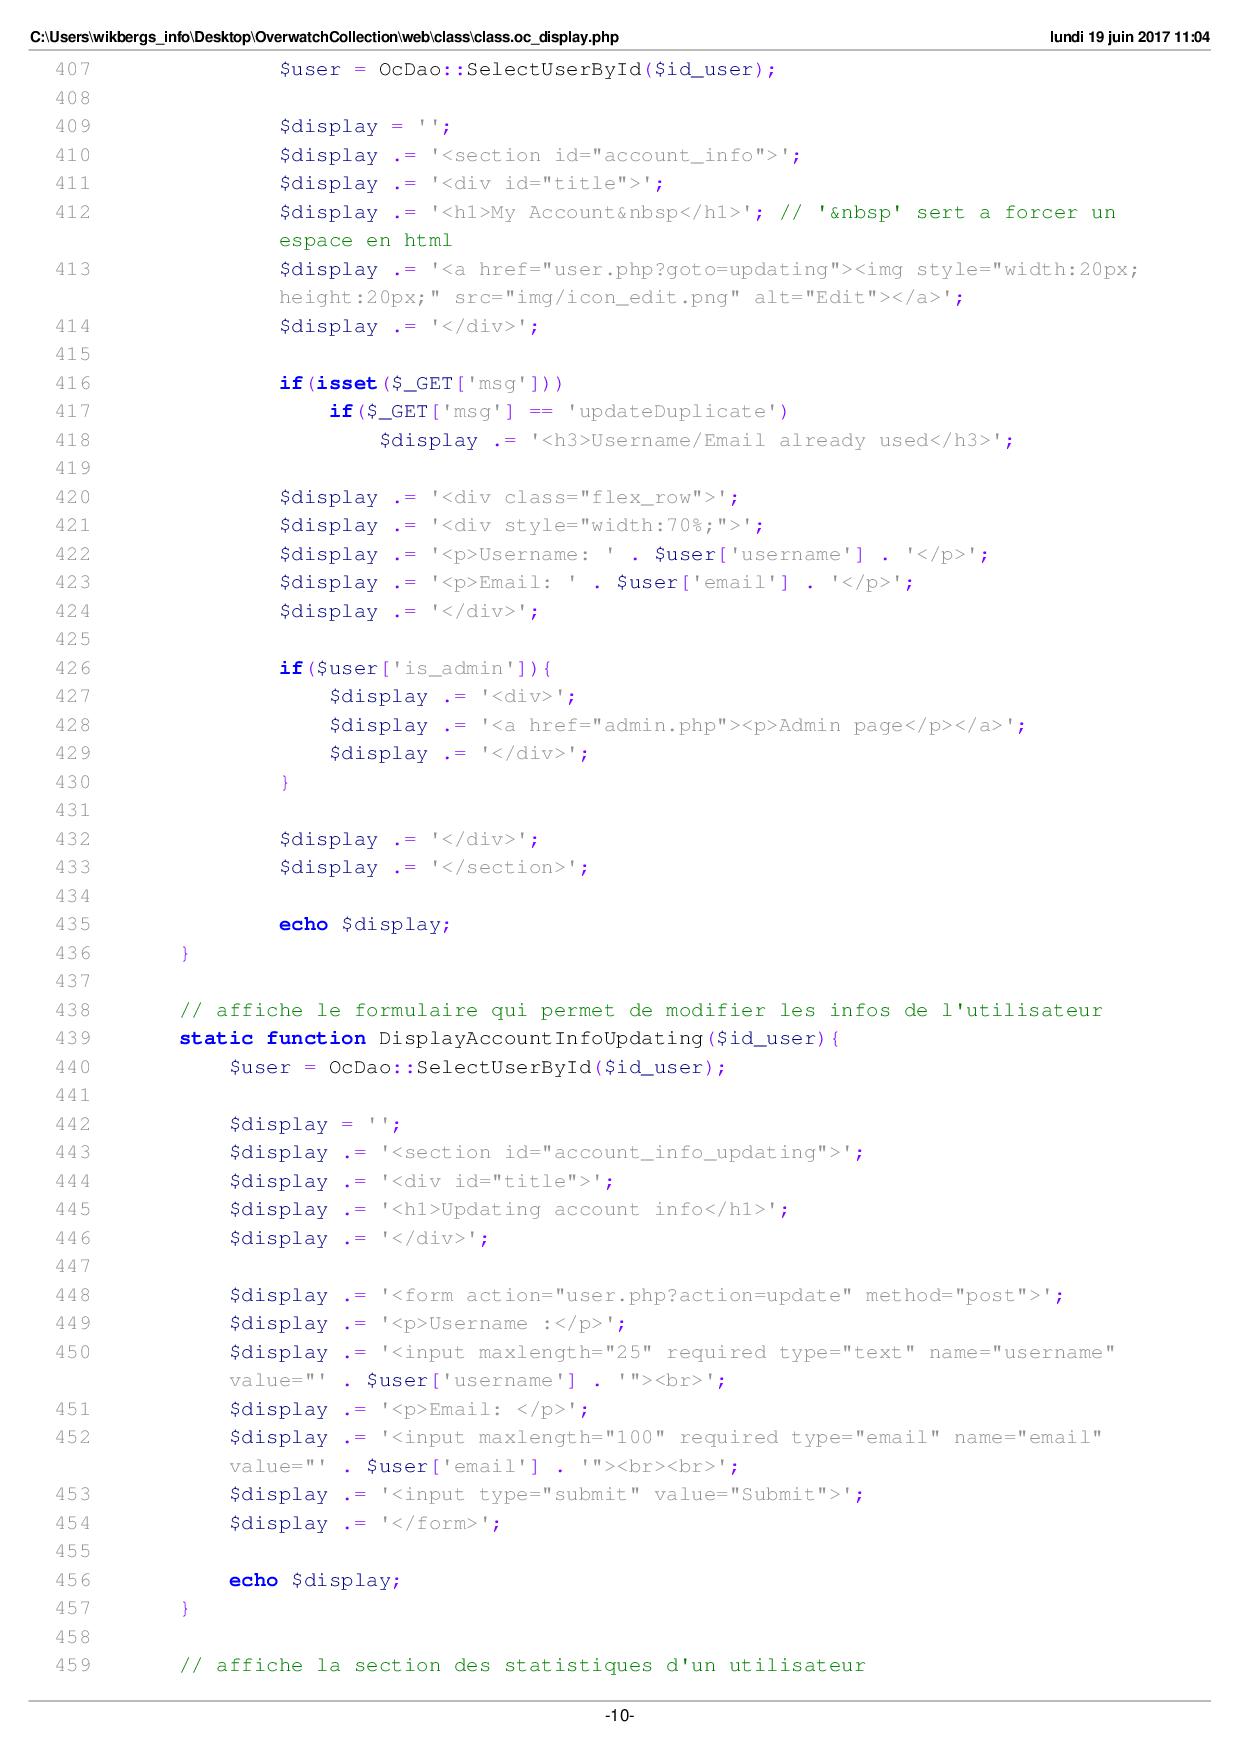 C:\Users\wikbergs_info\Desktop\OverwatchCollection\web\class\class.oc_display.php lundi 19 juin 2017 11:04
407 $user = OcDao::SelectUserById($id_user);
408
409 $display = '';
410 $display .= '<section id="account_info">';
411 $display .= '<div id="title">';
412 $display .= '<h1>My Account&nbsp</h1>'; // '&nbsp' sert a forcer un
espace en html
413 $display .= '<a href="user.php?goto=updating"><img style="width:20px;
height:20px;" src="img/icon_edit.png" alt="Edit"></a>';
414 $display .= '</div>';
415
416 if(isset($_GET['msg']))
417 if($_GET['msg'] == 'updateDuplicate')
418 $display .= '<h3>Username/Email already used</h3>';
419
420 $display .= '<div class="flex_row">';
421 $display .= '<div style="width:70%;">';
422 $display .= '<p>Username: ' . $user['username'] . '</p>';
423 $display .= '<p>Email: ' . $user['email'] . '</p>';
424 $display .= '</div>';
425
426 if($user['is_admin']){
427 $display .= '<div>';
428 $display .= '<a href="admin.php"><p>Admin page</p></a>';
429 $display .= '</div>';
430 }
431
432 $display .= '</div>';
433 $display .= '</section>';
434
435 echo $display;
436 }
437
438 // affiche le formulaire qui permet de modifier les infos de l'utilisateur
439 static function DisplayAccountInfoUpdating($id_user){
440 $user = OcDao::SelectUserById($id_user);
441
442 $display = '';
443 $display .= '<section id="account_info_updating">';
444 $display .= '<div id="title">';
445 $display .= '<h1>Updating account info</h1>';
446 $display .= '</div>';
447
448 $display .= '<form action="user.php?action=update" method="post">';
449 $display .= '<p>Username :</p>';
450 $display .= '<input maxlength="25" required type="text" name="username"
value="' . $user['username'] . '"><br>';
451 $display .= '<p>Email: </p>';
452 $display .= '<input maxlength="100" required type="email" name="email"
value="' . $user['email'] . '"><br><br>';
453 $display .= '<input type="submit" value="Submit">';
454 $display .= '</form>';
455
456 echo $display;
457 }
458
459 // affiche la section des statistiques d'un utilisateur
-10-